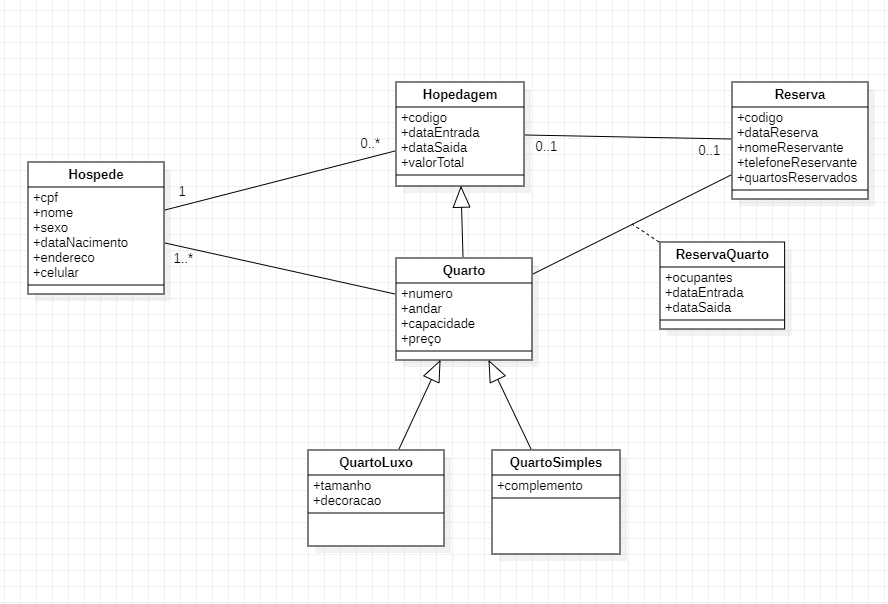 Hopedagem
+codigo
+dataEntrada
+dataSaida
+valorTotal
Reserva
+codigo
+dataReserva
+nomeReservante
+telefoneReservante
+quartosReservados
0..*
0..1
0..1
Hospede
+cpf
+nome
+sexo
+dataNacimento
+endereco
+celular
1
1..*
Quarto
+numero
+andar
+capacidade
+preço
ReservaQuarto
+ocupantes
+dataEntrada
+dataSaida
QuartoLuxo
+tamanho
+decoracao
QuartoSimples
+complemento